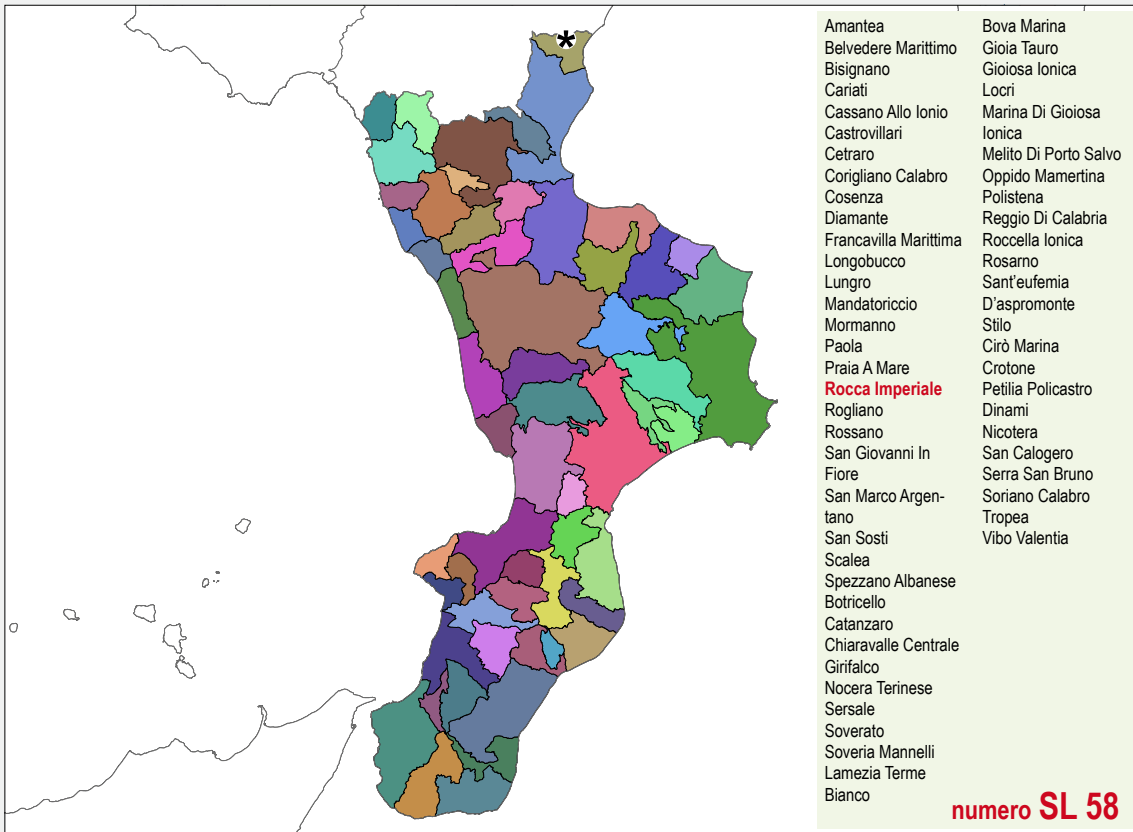 *
Amantea
Belvedere Marittimo
Bisignano
Cariati
Cassano Allo Ionio
Castrovillari
Cetraro
Corigliano Calabro
Cosenza
Diamante
Francavilla Marittima
Longobucco
Lungro
Mandatoriccio
Mormanno
Paola
Praia A Mare
Rocca Imperiale
Rogliano
Rossano
San Giovanni In
Fiore
San Marco Argen-
tano
San Sosti
Scalea
Spezzano Albanese
Botricello
Catanzaro
Chiaravalle Centrale
Girifalco
Nocera Terinese
Sersale
Soverato
Soveria Mannelli
Lamezia Terme
Bianco
Bova Marina
Gioia Tauro
Gioiosa Ionica
Locri
Marina Di Gioiosa
Ionica
Melito Di Porto Salvo
Oppido Mamertina
Polistena
Reggio Di Calabria
Roccella Ionica
Rosarno
Sant'eufemia
D'aspromonte
Stilo
Cirò Marina
Crotone
Petilia Policastro
Dinami
Nicotera
San Calogero
Serra San Bruno
Soriano Calabro
Tropea
Vibo Valentia
numero SL 58